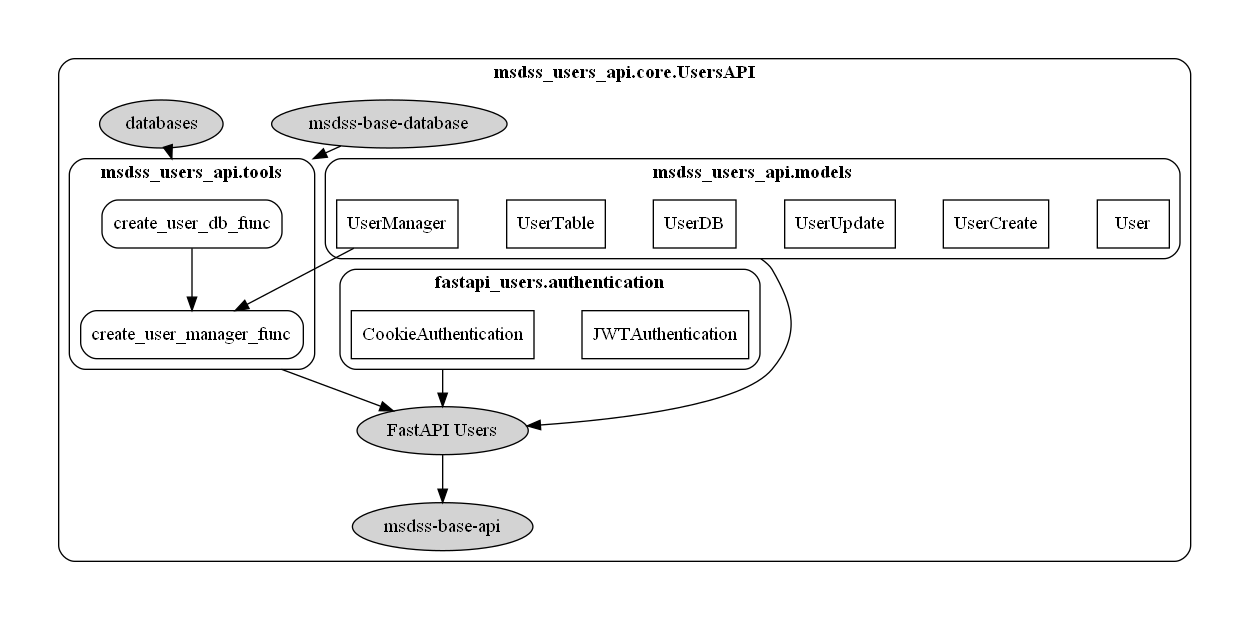 msdss_users_api.core.UsersAPI
databases
msdss-base-database
msdss_users_api.tools
msdss_users_api.models
create_user_db_func
UserManager
UserTable
UserDB
UserUpdate
UserCreate
User
fastapi_users.authentication
create_user_manager_func
CookieAuthentication
JWTAuthentication
FastAPI Users
msdss-base-api